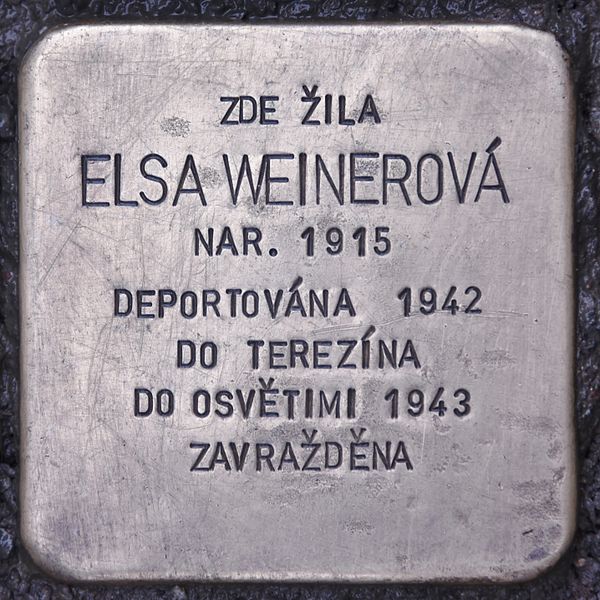 ZDE ŽILA
ELSA WEINEROVÁ
NAR. 1915
DEPORTOVÁNA 1942
DO TEREZÍNA
DO OSVĚTIMI 1943
ZAVRAŽDĚNA